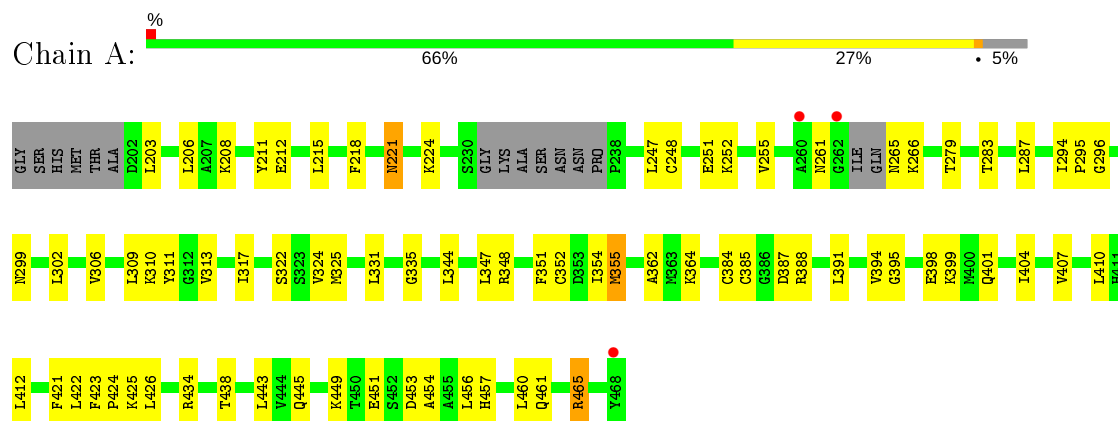 %
Chain A:
66% 27% • 5%
GLY SER HIS MET THR ALA D202 L203 L206 A207 K208 Y211 E212 L215 F218 N221 K224 S230 GLY LYS ALA SER ASN ASN PRO P238 L247 C248 E251 K252 V255 A260 N261 G262 ILE GLN N265 K266 T279 T283 L287 I294 P295 G296
N299 L302 V306 L309 K310 Y311 G312 V313 I317 S322 S323 V324 M325 L331 G335 L344 L347 R348 F351 C352 D353 I354 M355 A362 M363 K364 C384 C385 G386 D387 R388 L391 V394 G395 E398 K399 M400 Q401 I404 V407 L410 H411
L412 F421 L422 F423 P424 K425 L426 R434 T438 L443 V444 Q445 K449 T450 E451 S452 D453 A454 A455 L456 H457 L460 Q461 R465 Y468